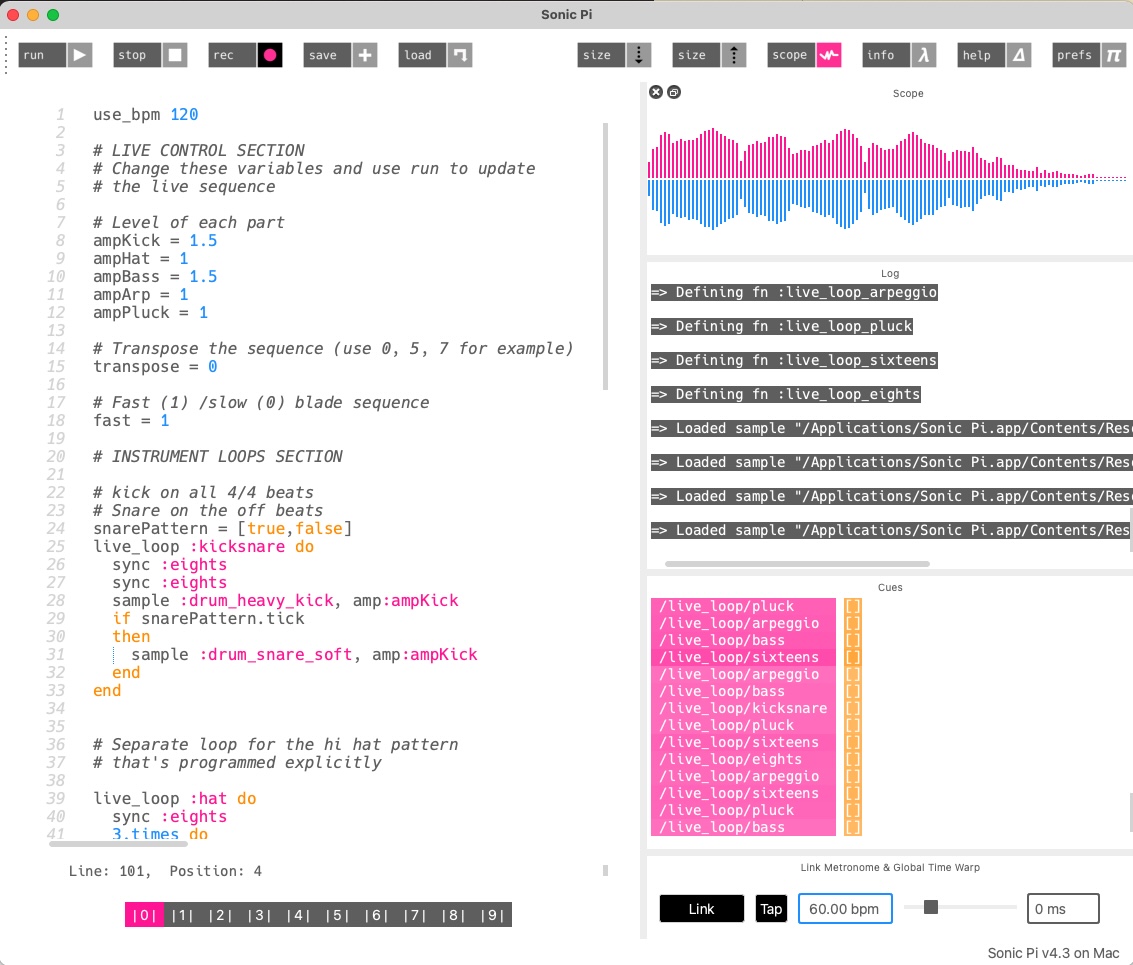 Sonic Pi
run stop rec save load size size scope info λ help prefs π
1 use_bpm 120
2
3 # LIVE CONTROL SECTION
4 # Change these variables and use run to update
5 # the live sequence
6
7 # Level of each part
8 ampKick = 1.5
9 ampHat = 1
10 ampBass = 1.5
11 ampArp = 1
12 ampPluck = 1
13
14 # Transpose the sequence (use 0, 5, 7 for example)
15 transpose = 0
16
17 # Fast (1) /slow (0) blade sequence
18 fast = 1
19
20 # INSTRUMENT LOOPS SECTION
21
22 # kick on all 4/4 beats
23 # Snare on the off beats
24 snarePattern = [true,false]
25 live_loop :kicksnare do
26 sync :eights
27 sync :eights
28 sample :drum_heavy_kick, amp:ampKick
29 if snarePattern.tick
30 then
31 sample :drum_snare_soft, amp:ampKick
32 end
33 end
34
35
36 # Separate loop for the hi hat pattern
37 # that's programmed explicitly
38
39 live_loop :hat do
40 sync :eights
41 3.times do
Line: 101, Position: 4
|0| |1| |2| |3| |4| |5| |6| |7| |8| |9|
Scope
Log
=> Defining fn :live_loop_arpeggio
=> Defining fn :live_loop_pluck
=> Defining fn :live_loop_sixteens
=> Defining fn :live_loop_eights
=> Loaded sample "/Applications/Sonic Pi.app/Contents/Reso
=> Loaded sample "/Applications/Sonic Pi.app/Contents/Reso
=> Loaded sample "/Applications/Sonic Pi.app/Contents/Reso
=> Loaded sample "/Applications/Sonic Pi.app/Contents/Res
Cues
/live_loop/pluck []
/live_loop/arpeggio []
/live_loop/bass []
/live_loop/sixteens []
/live_loop/arpeggio []
/live_loop/bass []
/live_loop/kicksnare []
/live_loop/pluck []
/live_loop/sixteens []
/live_loop/eights []
/live_loop/arpeggio []
/live_loop/sixteens []
/live_loop/pluck []
/live_loop/bass []
Link Metronome & Global Time Warp
Link Tap 60.00 bpm 0 ms
Sonic Pi v4.3 on Mac